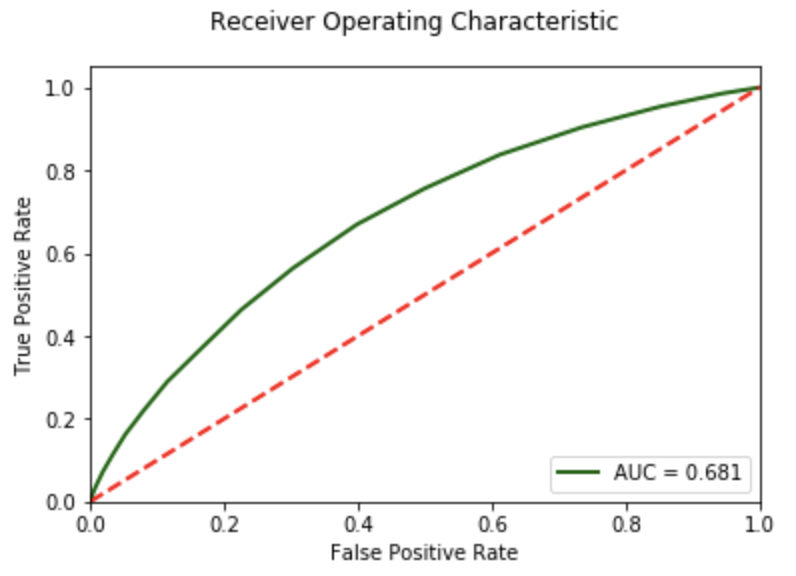 Receiver Operating Characteristic
1.0
0.8
0.6
0.4
0.2
0.0
True Positive Rate
AUC = 0.681
0.0 0.2 0.4 0.6 0.8 1.0
False Positive Rate